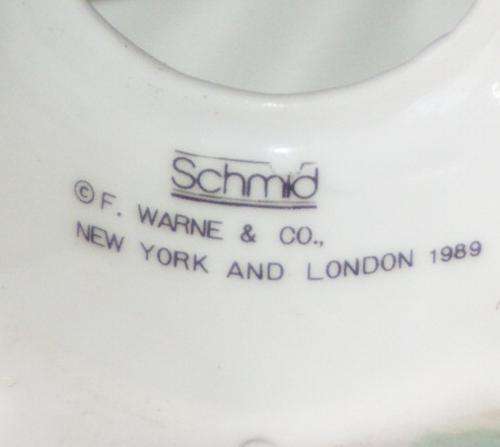 Schmid
© F. WARNE & CO.,
NEW YORK AND LONDON 1989